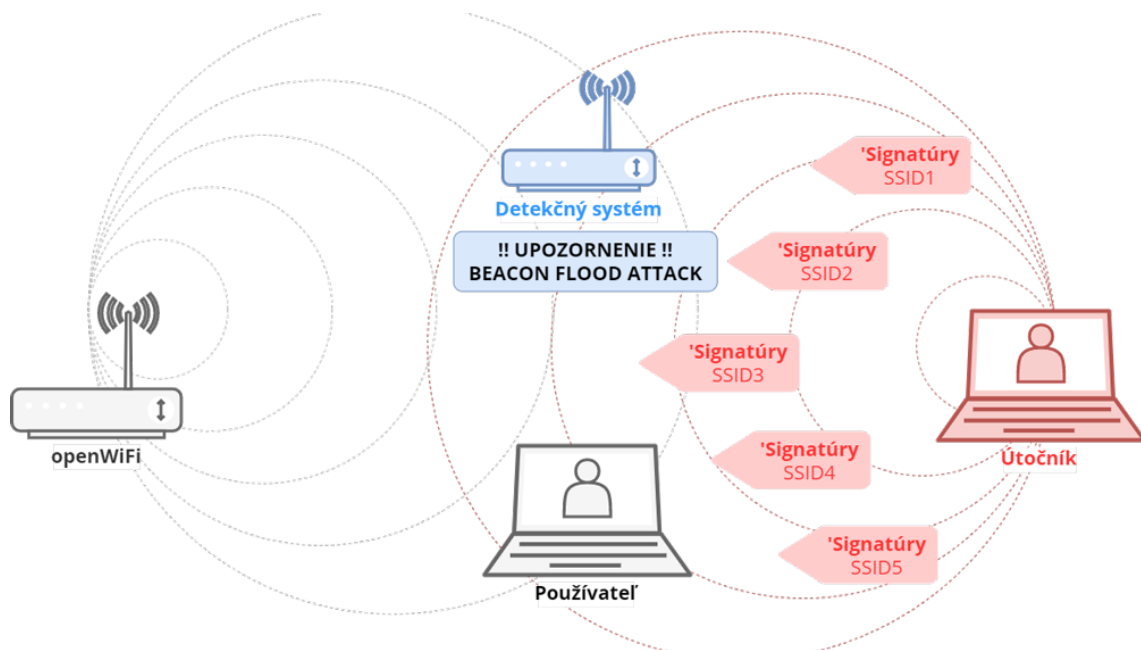 'Signatúry
SSID1
Detekčný systém
!! UPOZORNENIE !!
BEACON FLOOD ATTACK
'Signatúry
SSID2
'Signatúry
SSID3
openWiFi
'Signatúry
SSID4
Útočník
'Signatúry
SSID5
Používateľ